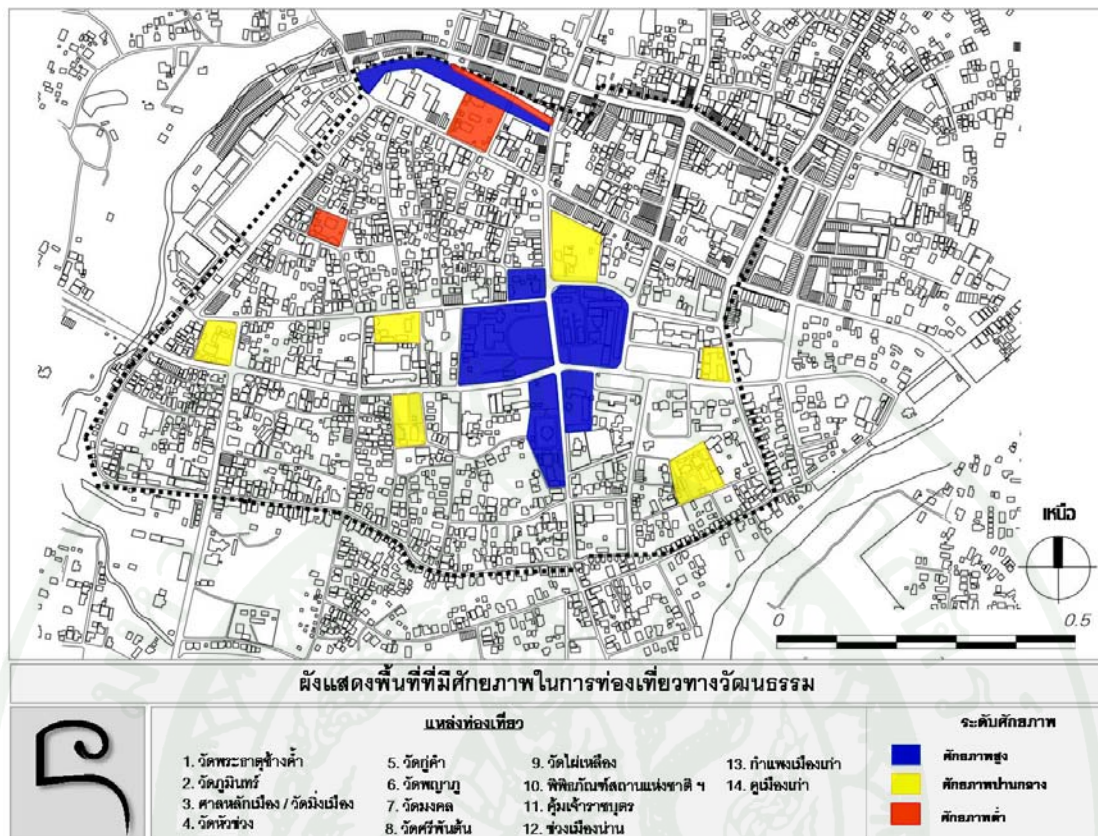 เหนือ
0 0.5
ผังแสดงพื้นที่ที่มีศักยภาพในการท่องเที่ยวทางวัฒนธรรม
แหล่งท่องเที่ยว
1. วัดพระธาตุช้างค้ำ
2. วัดภูมินทร์
3. ศาลหลักเมือง / วัดมิ่งเมือง
4. วัดหัวข่วง
5. วัดกู่คำ
6. วัดพญาภู
7. วัดมงคล
8. วัดศรีพันต้น
9. วัดไผ่เหลือง
10. พิพิธภัณฑ์สถานแห่งชาติ ฯ
11. คุ้มเจ้าราชบุตร
12. ข่วงเมืองน่าน
13. กำแพงเมืองเก่า
14. คูเมืองเก่า
ระดับศักยภาพ
ศักยภาพสูง
ศักยภาพปานกลาง
ศักยภาพต่ำ